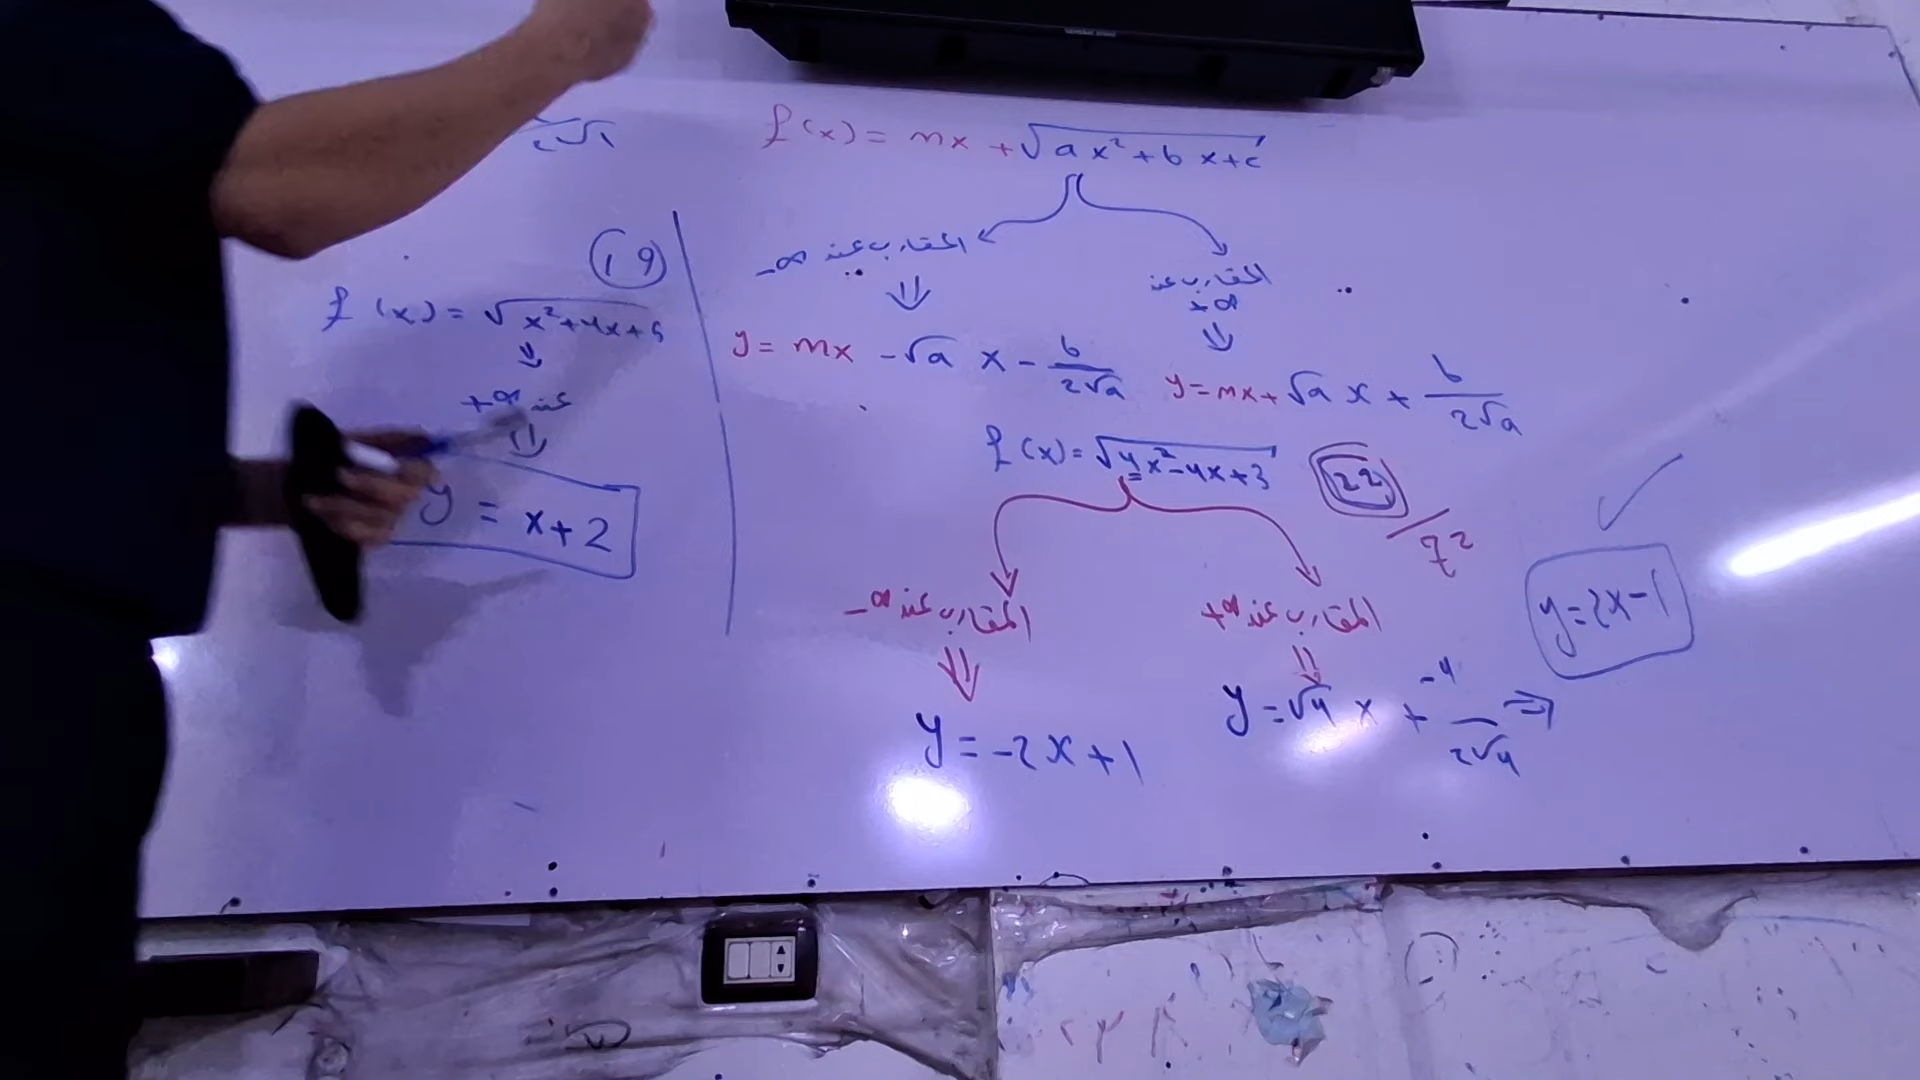 f(x) = mx + √(ax² + bx + c)
المقارب عند -∞
⇓
y = mx - √a x - b/(2√a)
المقارب عند
+∞
⇓
y = mx + √a x + b/(2√a)
f(x) = √(4x² - 4x + 3)
22 / 72
المقارب عند -∞
⇓
y = -2x + 1
المقارب عند +∞
⇓
y = √4 x + -4/(2√4) ⇒
y = 2x - 1
19
f(x) = √(x² + 4x + 5)
⇓
عند +∞
⇓
y = x + 2